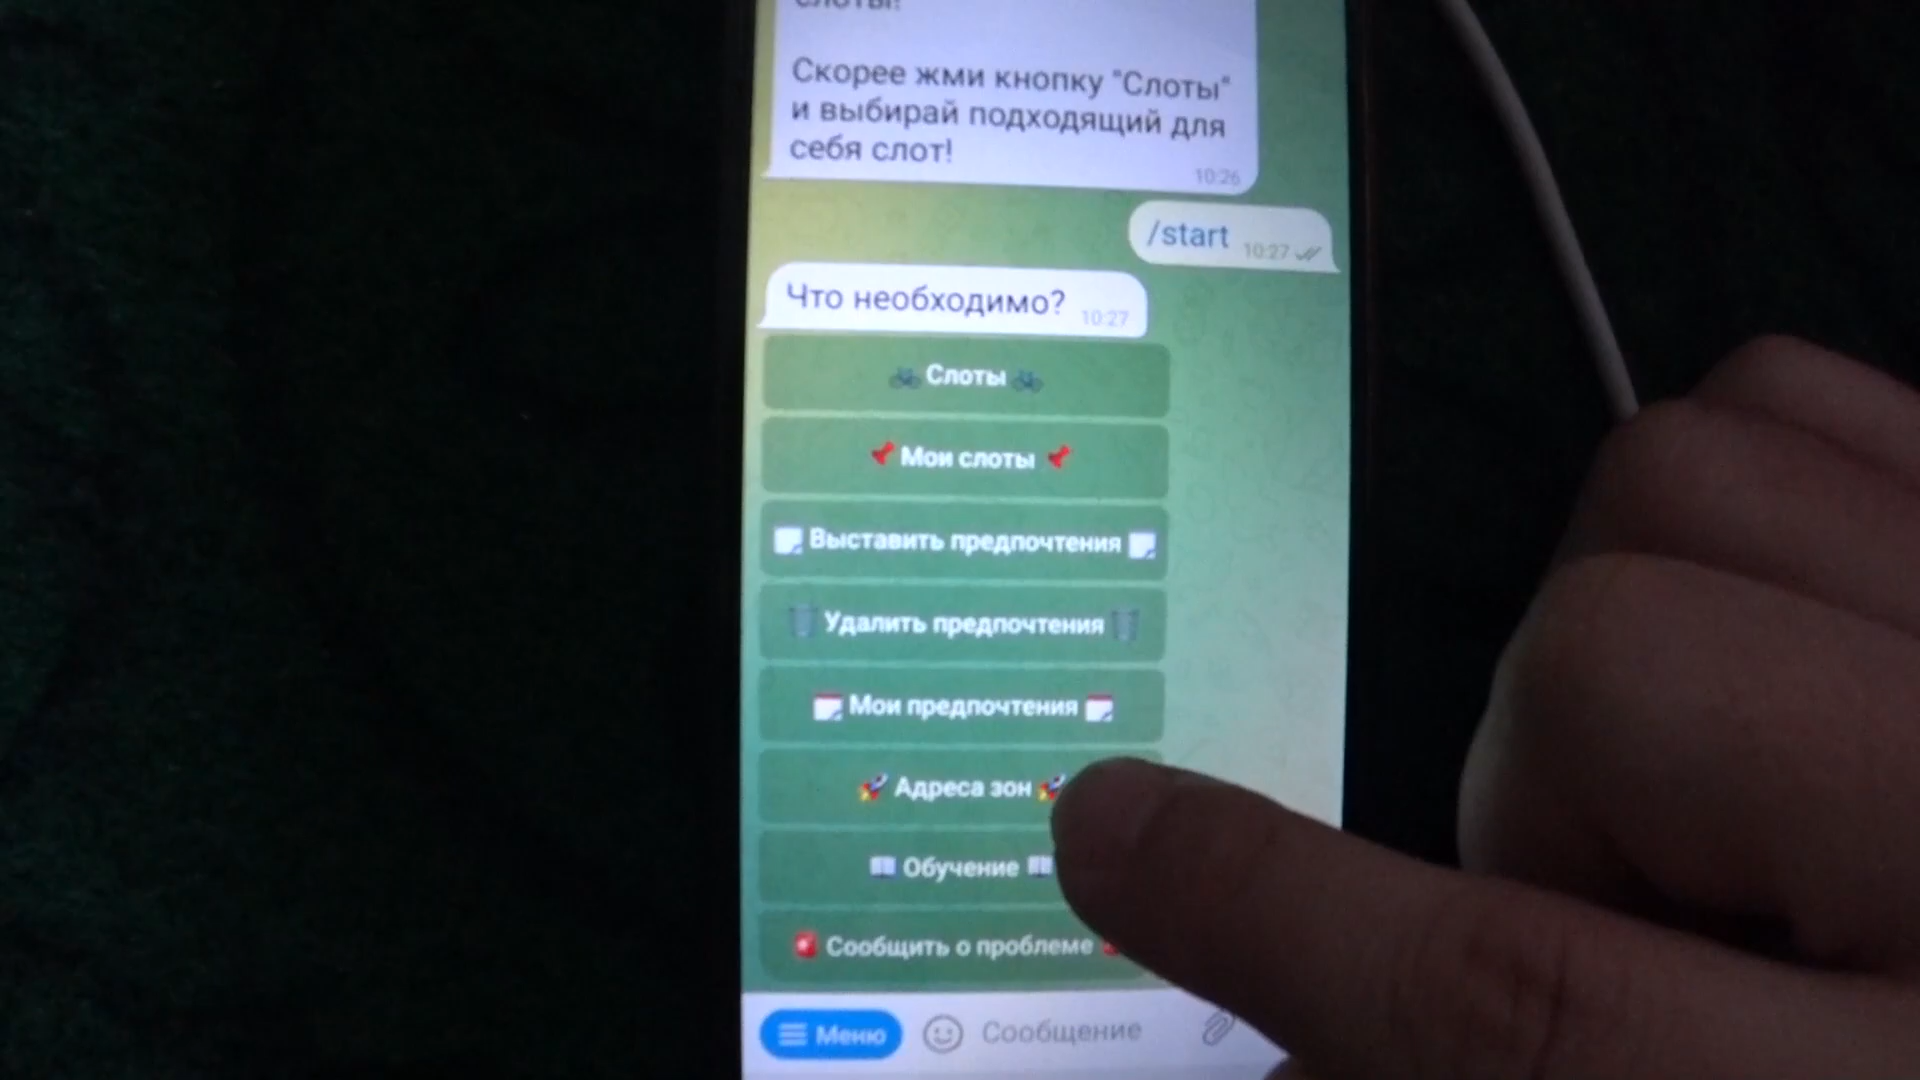 слоты!
Скорее жми кнопку "Слоты"
и выбирай подходящий для
себя слот!
10:26
/start 10:27
Что необходимо? 10:27
Слоты
Мои слоты
Выставить предпочтения
Удалить предпочтения
Мои предпочтения
Адреса зон
Обучение
Сообщить о проблеме
Меню Сообщение